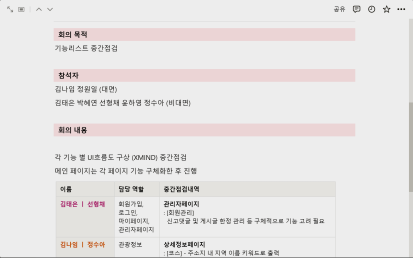 공유
회의 목적
기능리스트 중간점검
참석자
김나임 정원일 (대면)
김태은 박혜연 선형채 윤하명 정수아 (비대면)
회의 내용
각 기능 별 UI흐름도 구상 (XMIND) 중간점검
메인 페이지는 각 페이지 기능 구체화한 후 진행
이름 담당 역할 중간점검내역
김태은 | 선형채 회원가입, 관리자페이지
로그인, : [회원관리]
마이페이지, 신고댓글 및 게시글 한정 관리 등 구체적으로 기능 고려 필요
관리자페이지
김나임 | 정수아 관광정보 상세정보페이지
: [코스] - 주소지 내 지역 이름 키워드로 출력